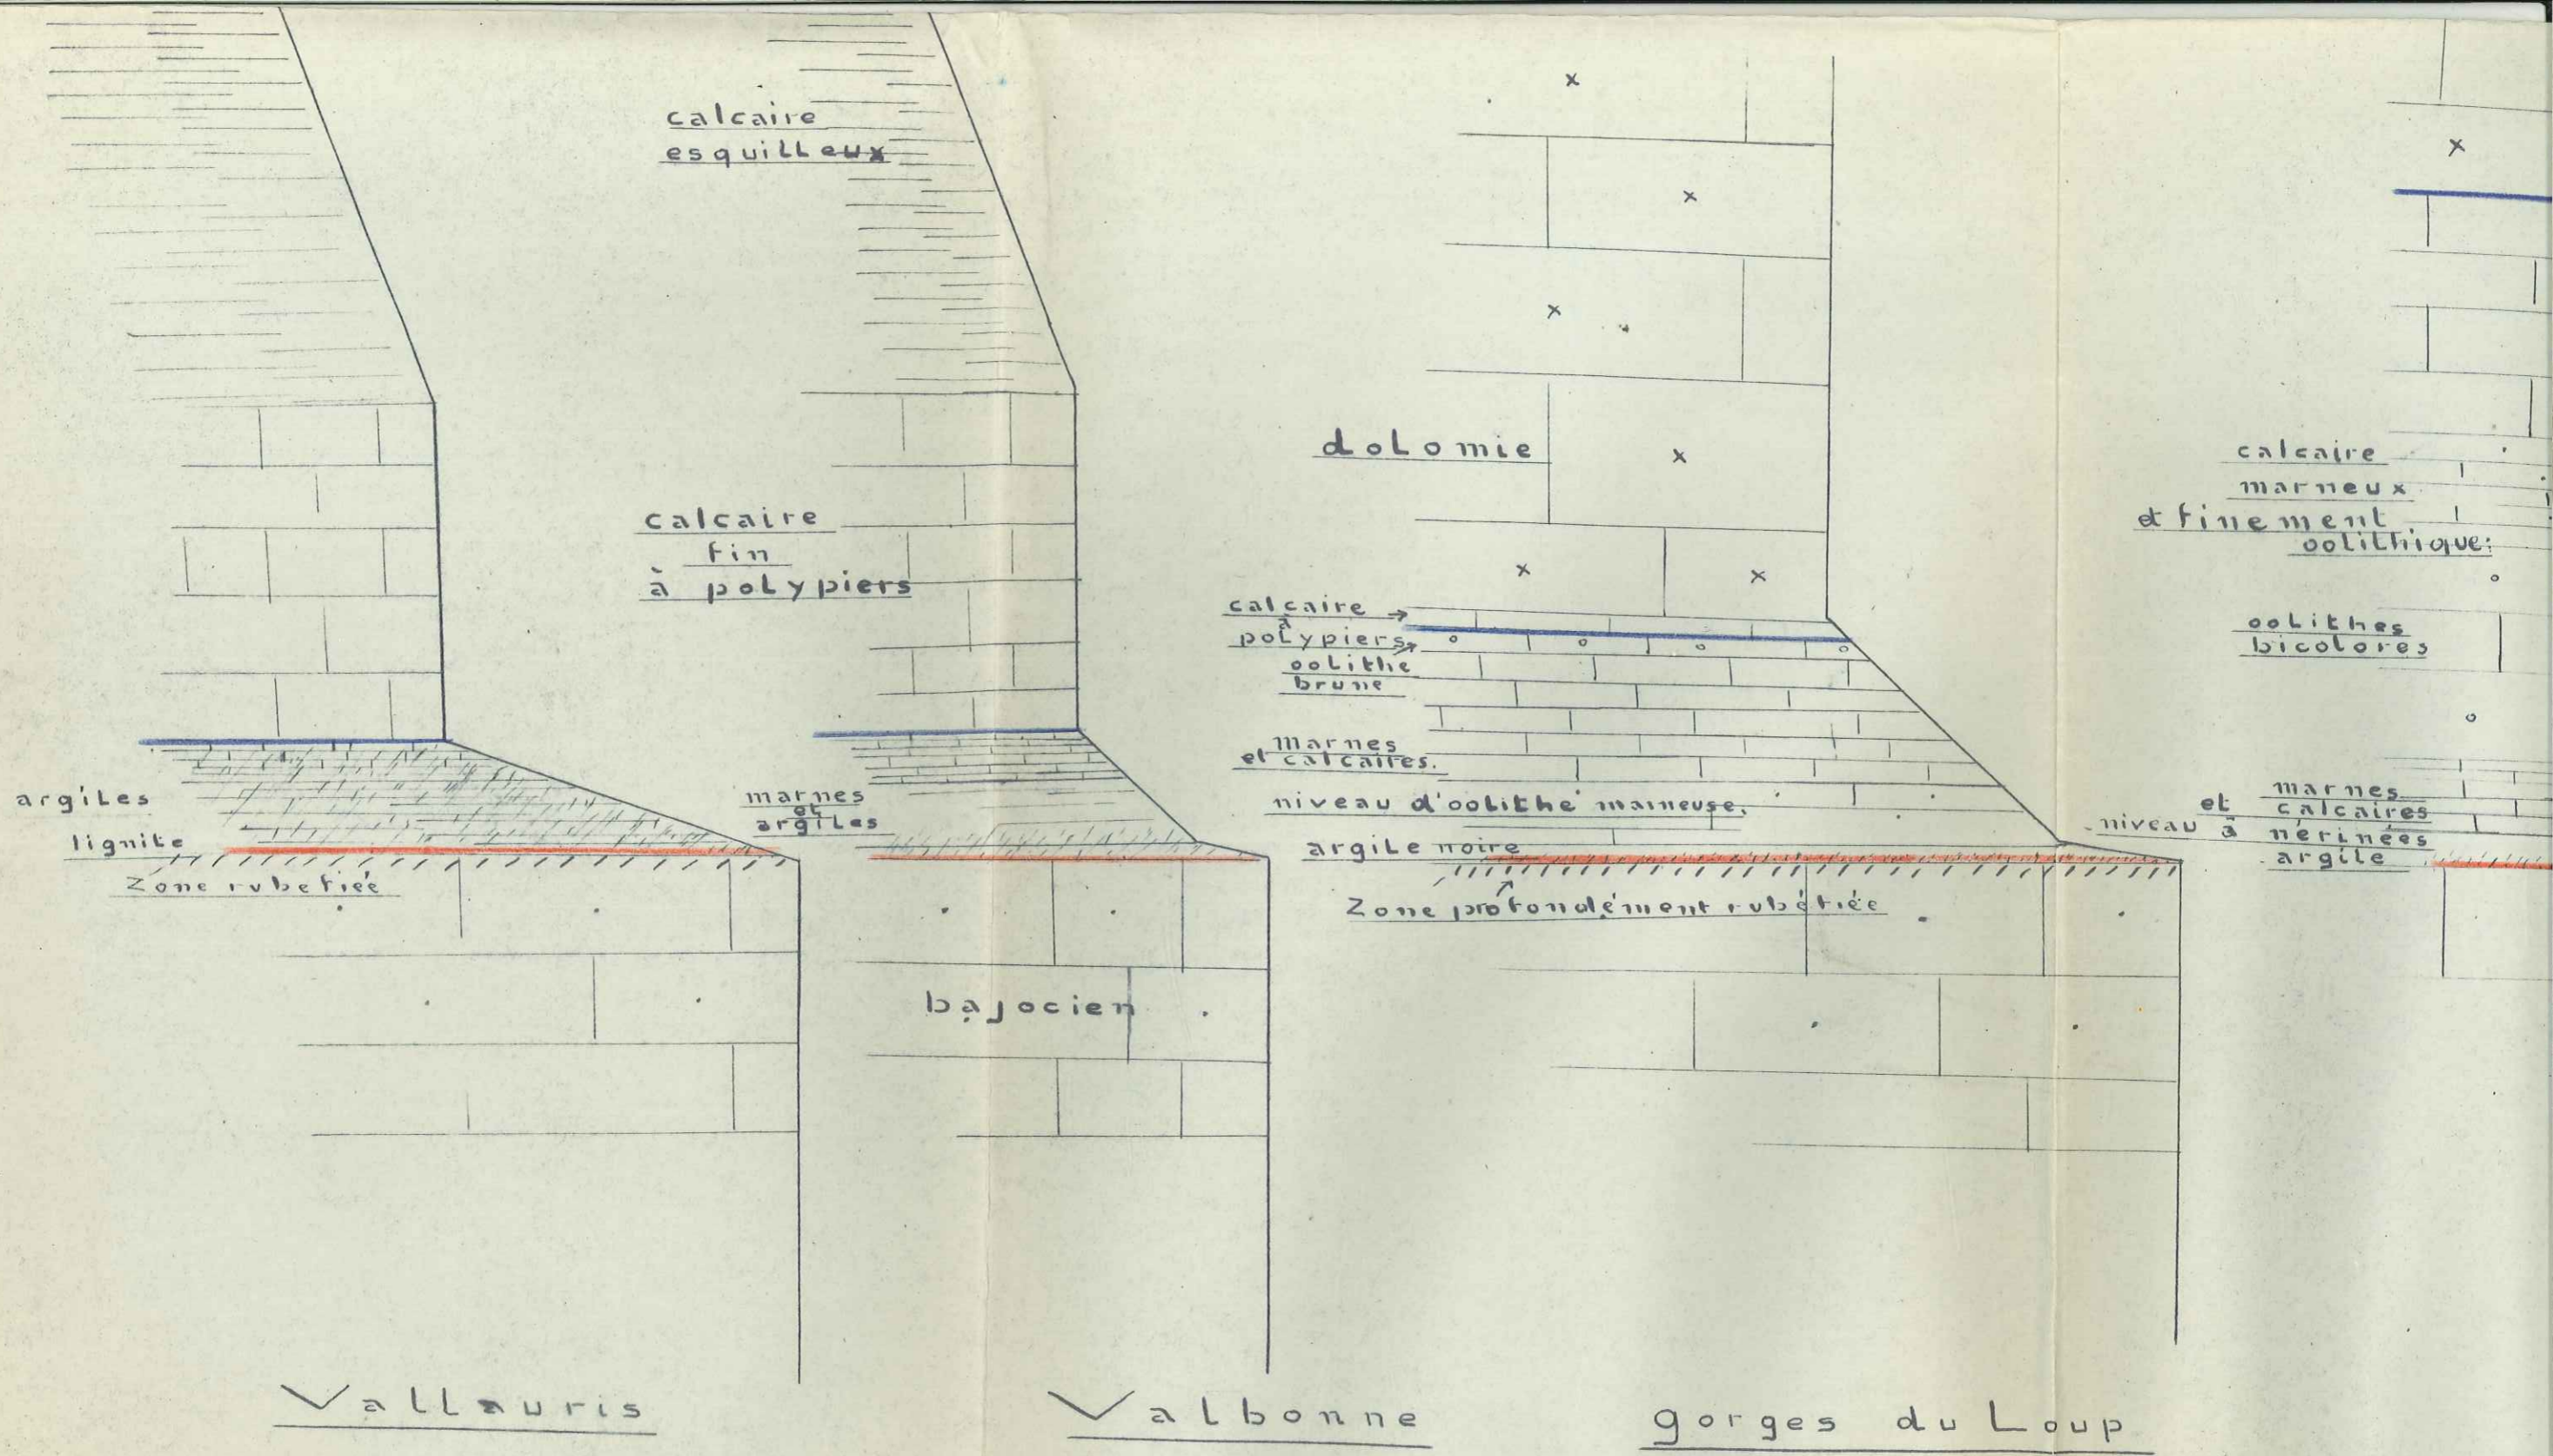 argiles
lignite
Zone rubefiée
Vallauris
calcaire
esquilleux
calcaire
fin
à polypiers
marnes
et
argiles
bajocien
Valbonne
dolomie
calcaire
à
polypiers
oolithe
brune
marnes
et calcaires.
niveau d'oolithe marneuse.
argile noire
Zone profondément rubéfiée
gorges du Loup
calcaire
marneux
et finement
oolithique:
oolithes
bicolores
marnes
et calcaires
niveau à nérinées
argile